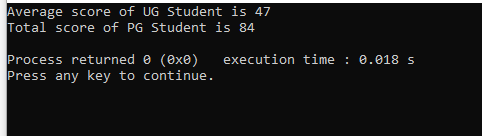 Average score of UG Student is 47
Total score of PG Student is 84
Process returned 0 (0x0)   execution time : 0.018 s
Press any key to continue.